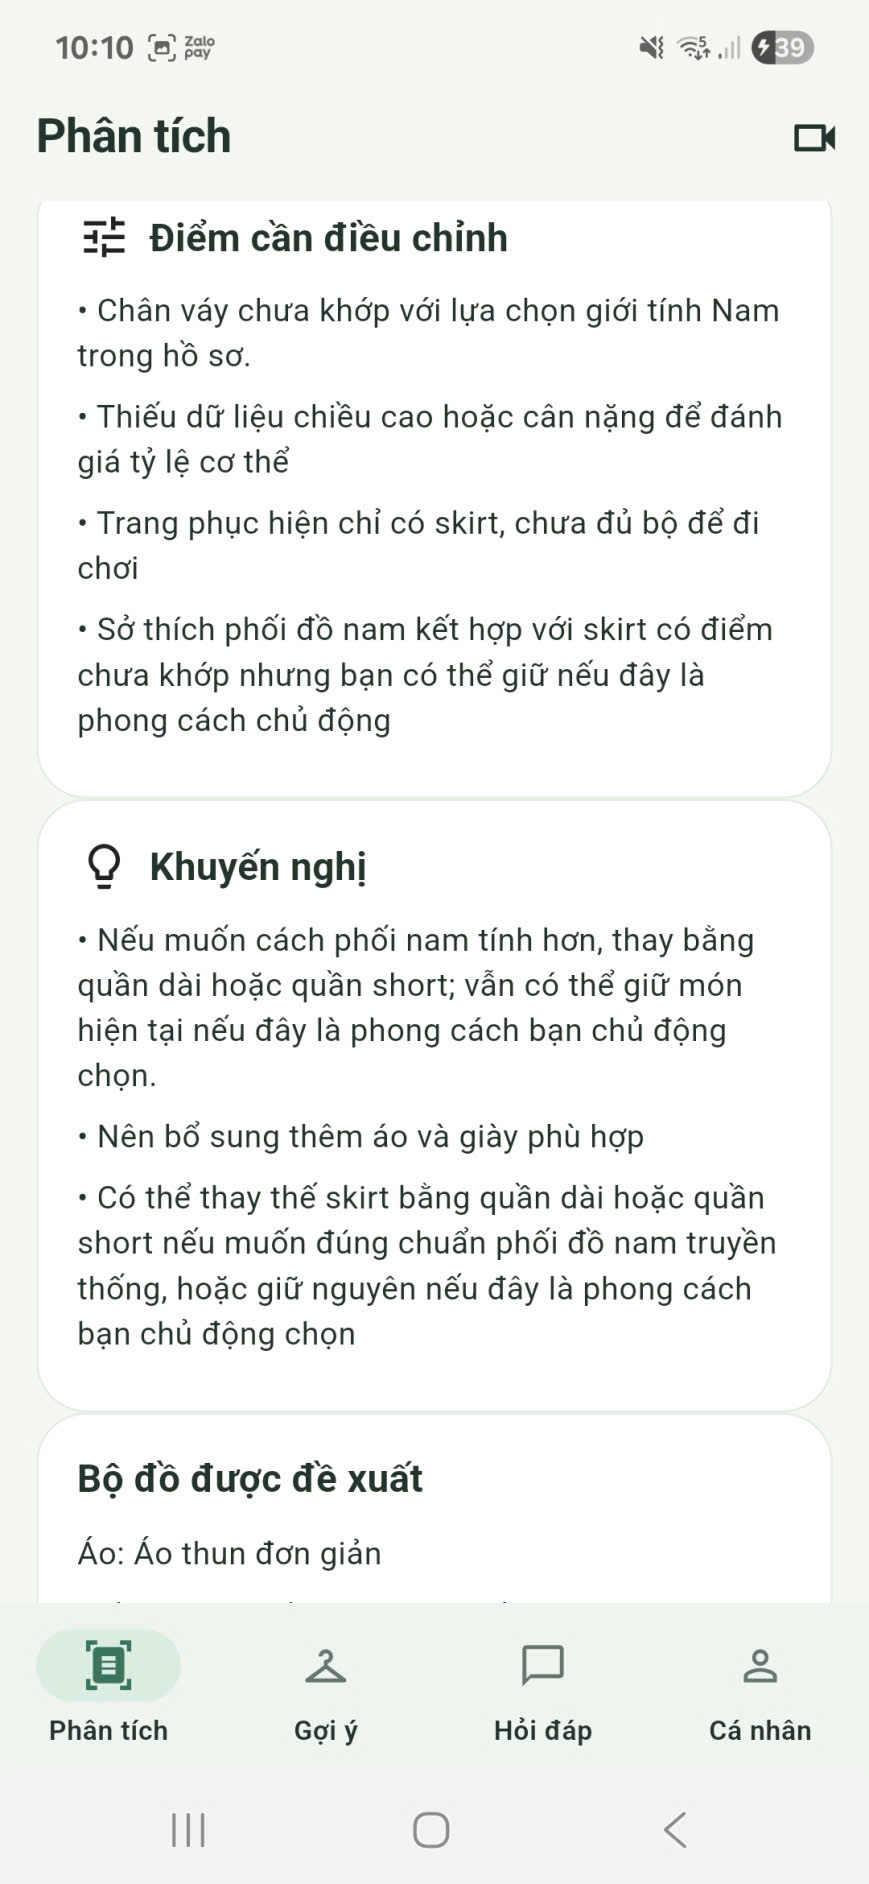 10:10 Zalo pay 5 39
Phân tích
Điểm cần điều chỉnh
• Chân váy chưa khớp với lựa chọn giới tính Nam
trong hồ sơ.
• Thiếu dữ liệu chiều cao hoặc cân nặng để đánh
giá tỷ lệ cơ thể
• Trang phục hiện chỉ có skirt, chưa đủ bộ để đi
chơi
• Sở thích phối đồ nam kết hợp với skirt có điểm
chưa khớp nhưng bạn có thể giữ nếu đây là
phong cách chủ động
Khuyến nghị
• Nếu muốn cách phối nam tính hơn, thay bằng
quần dài hoặc quần short; vẫn có thể giữ món
hiện tại nếu đây là phong cách bạn chủ động
chọn.
• Nên bổ sung thêm áo và giày phù hợp
• Có thể thay thế skirt bằng quần dài hoặc quần
short nếu muốn đúng chuẩn phối đồ nam truyền
thống, hoặc giữ nguyên nếu đây là phong cách
bạn chủ động chọn
Bộ đồ được đề xuất
Áo: Áo thun đơn giản
Phân tích Gợi ý Hỏi đáp Cá nhân